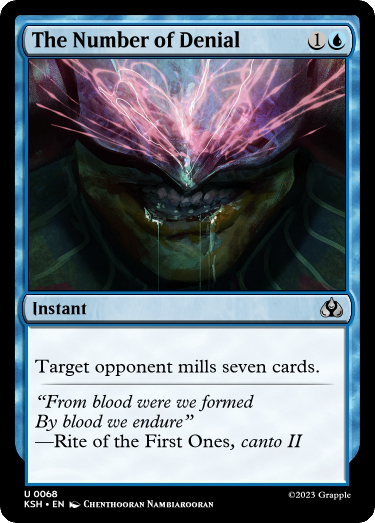 The Number of Denial 1
Instant
Target opponent mills seven cards.
“From blood were we formed
By blood we endure”
—Rite of the First Ones, canto II
U 0068
KSH • EN Chenthooran Nambiarooran
©2023 Grapple